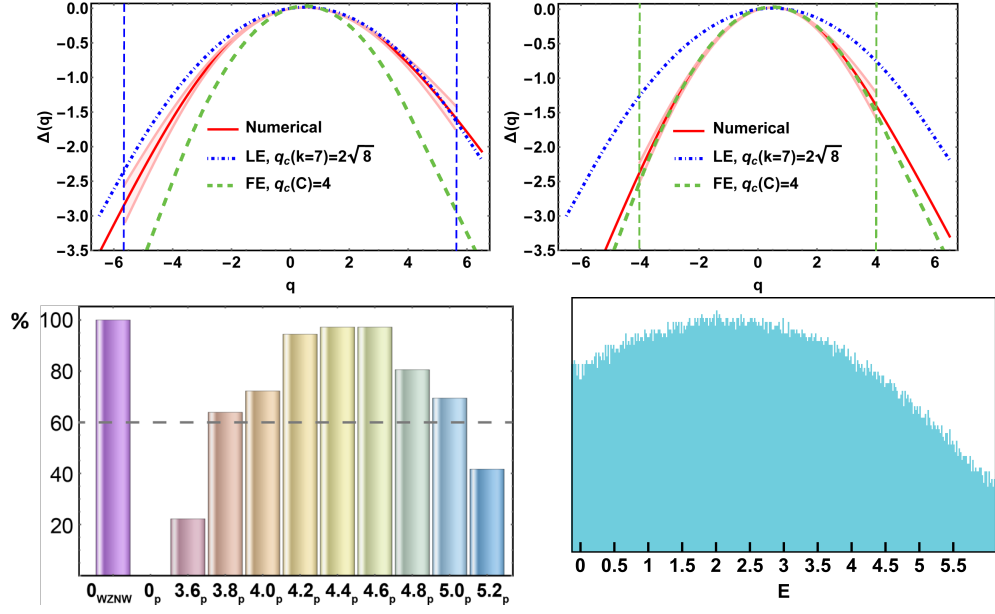 0.0
−0.5
−1.0
−1.5
−2.0
−2.5
−3.0
−3.5
Δ(q)
Numerical
LE, q_c(k=7)=2√8
FE, q_c(C)=4
−6 −4 −2 0 2 4 6
q
0.0
−0.5
−1.0
−1.5
−2.0
−2.5
−3.0
−3.5
Δ(q)
Numerical
LE, q_c(k=7)=2√8
FE, q_c(C)=4
−6 −4 −2 0 2 4 6
q
%
100
80
60
40
20
0_WZNW 0_p 3.6_p 3.8_p 4.0_p 4.2_p 4.4_p 4.6_p 4.8_p 5.0_p 5.2_p
0 0.5 1 1.5 2 2.5 3 3.5 4 4.5 5 5.5
E